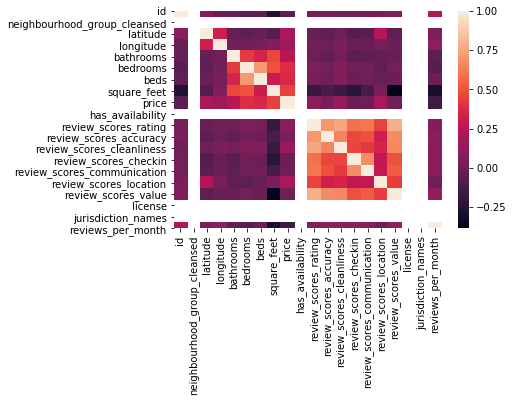 id
neighbourhood_group_cleansed
latitude
longitude
bathrooms
bedrooms
beds
square_feet
price
has_availability
review_scores_rating
review_scores_accuracy
review_scores_cleanliness
review_scores_checkin
review_scores_communication
review_scores_location
review_scores_value
license
jurisdiction_names
reviews_per_month
id
neighbourhood_group_cleansed
latitude
longitude
bathrooms
bedrooms
beds
square_feet
price
has_availability
review_scores_rating
review_scores_accuracy
review_scores_cleanliness
review_scores_checkin
review_scores_communication
review_scores_location
review_scores_value
license
jurisdiction_names
reviews_per_month
1.00
0.75
0.50
0.25
0.00
−0.25